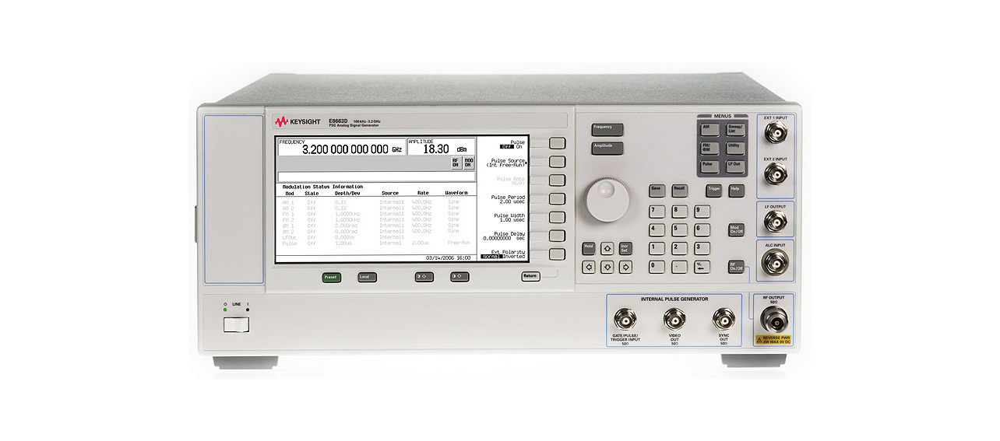 KEYSIGHT E8663D 100 kHz - 3.2 GHz
PSG Analog Signal Generator
FREQUENCY
3.200 000 000 000 GHz
AMPLITUDE
18.30 dBm
RF ON
MOD ON
Modulation Status Information
Mod State Depth/Dev Source Rate Waveform
AM 1 Off 0.1% Internal1 400.0Hz Sine
AM 2 Off 0.1% Internal1 400.0Hz Sine
FM 1 Off 1.0000kHz Internal1 400.0Hz Sine
FM 2 Off 1.0000kHz Internal1 400.0Hz Sine
ΦM 1 Off 0.000rad Internal1 400.0Hz Sine
ΦM 2 Off 0.000rad Internal1 400.0Hz Sine
LFOut Off 0.000Vp Internal1
Pulse Off 1.00us Internal 2.00us Free-Run
03/14/2006 16:00
Pulse
Off On
Pulse Source
(Int Free-Run)
Pulse Rate
(N/A)
Pulse Period
2.00 usec
Pulse Width
1.00 usec
Pulse Delay
0.00000000 sec
Ext Polarity
Normal Inverted
Preset
Local
Return
Frequency
Amplitude
MENUS
AM
Sweep/
List
FM/
ΦM
Utility
Pulse
LF Out
Save
Recall
Trigger
Help
7 8 9
4 5 6
1 2 3
0 .
Mod
On/Off
RF
On/Off
Hold
Incr
Set
EXT 1 INPUT
EXT 2 INPUT
LF OUTPUT
ALC INPUT
LINE
INTERNAL PULSE GENERATOR
GATE/PULSE/
TRIGGER INPUT
50Ω
VIDEO
OUT
50Ω
SYNC
OUT
50Ω
RF OUTPUT
50Ω
REVERSE PWR
.5W MAX 0V DC